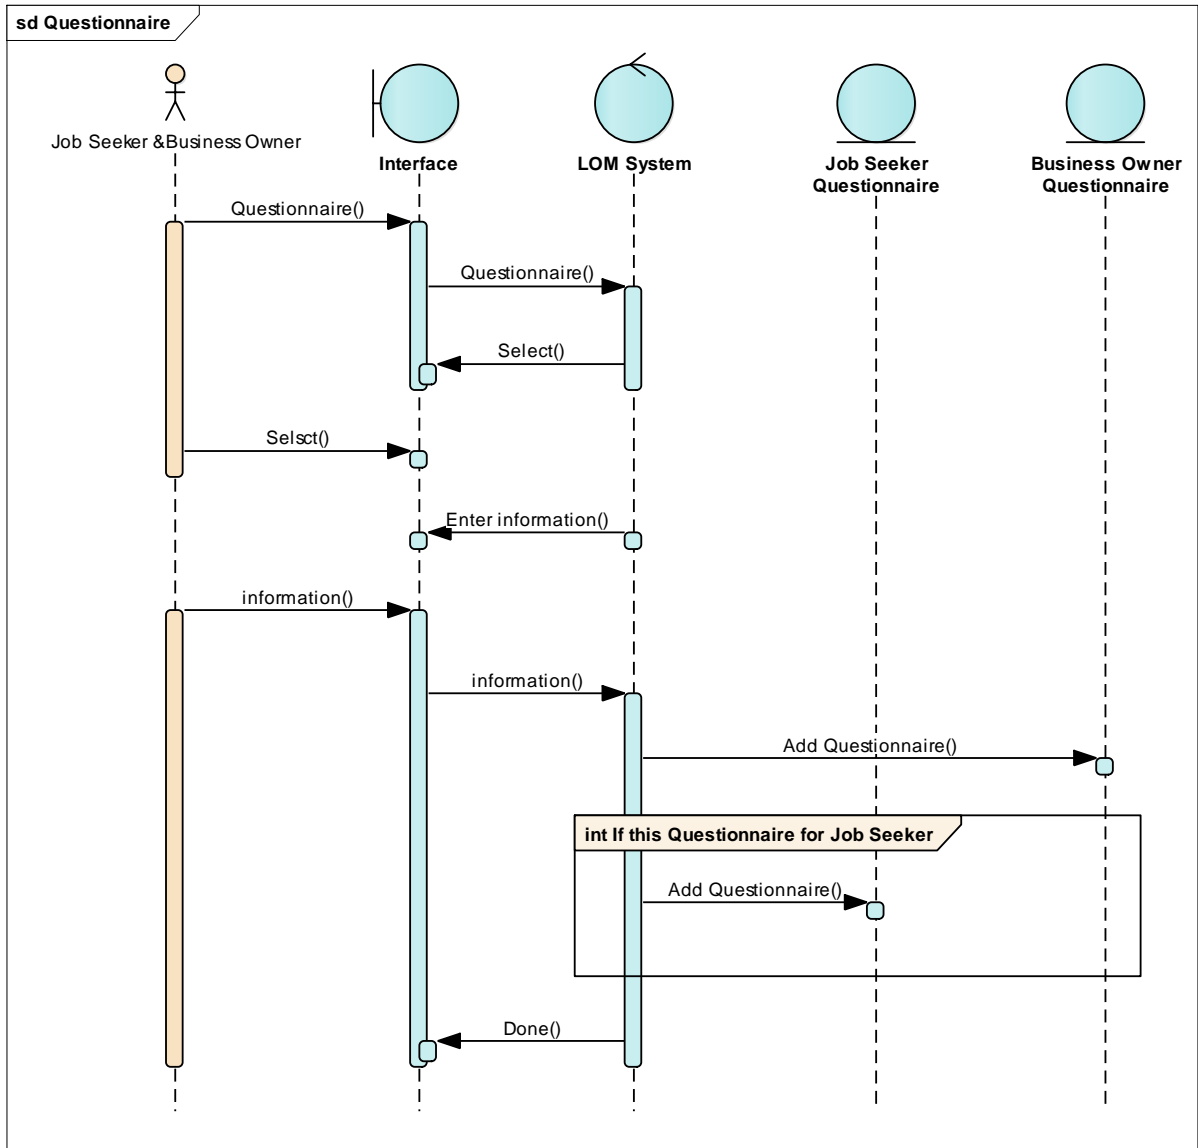 sd Questionnaire
Job Seeker &Business Owner
Interface
LOM System
Job Seeker
Questionnaire
Business Owner
Questionnaire
Questionnaire()
Questionnaire()
Select()
Selsct()
Enter information()
information()
information()
Add Questionnaire()
int If this Questionnaire for Job Seeker
Add Questionnaire()
Done()